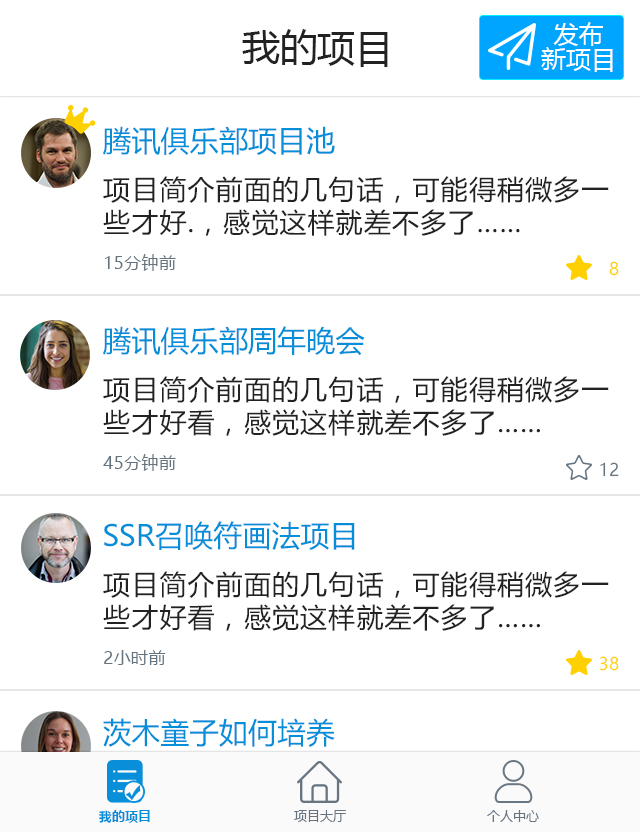 我的项目
发布
新项目
腾讯俱乐部项目池
项目简介前面的几句话，可能得稍微多一
些才好.，感觉这样就差不多了……
15分钟前
8
腾讯俱乐部周年晚会
项目简介前面的几句话，可能得稍微多一
些才好看，感觉这样就差不多了……
45分钟前
12
SSR召唤符画法项目
项目简介前面的几句话，可能得稍微多一
些才好看，感觉这样就差不多了……
2小时前
38
茨木童子如何培养
我的项目
项目大厅
个人中心